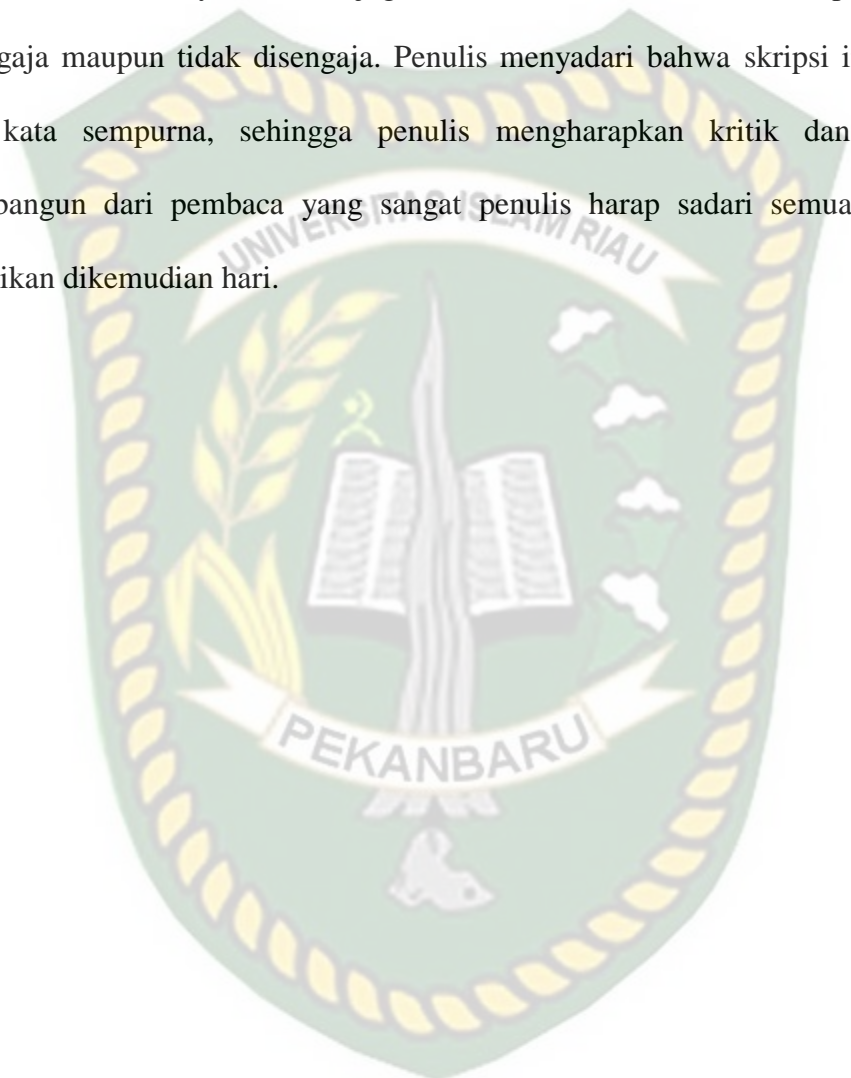 gaja maupun tidak disengaja. Penulis menyadari bahwa skripsi i
kata sempurna, sehingga penulis mengharapkan kritik dan
bangun dari pembaca yang sangat penulis harap sadari semua
ikan dikemudian hari.
UNIVERSITAS ISLAM RIAU
PEKANBARU